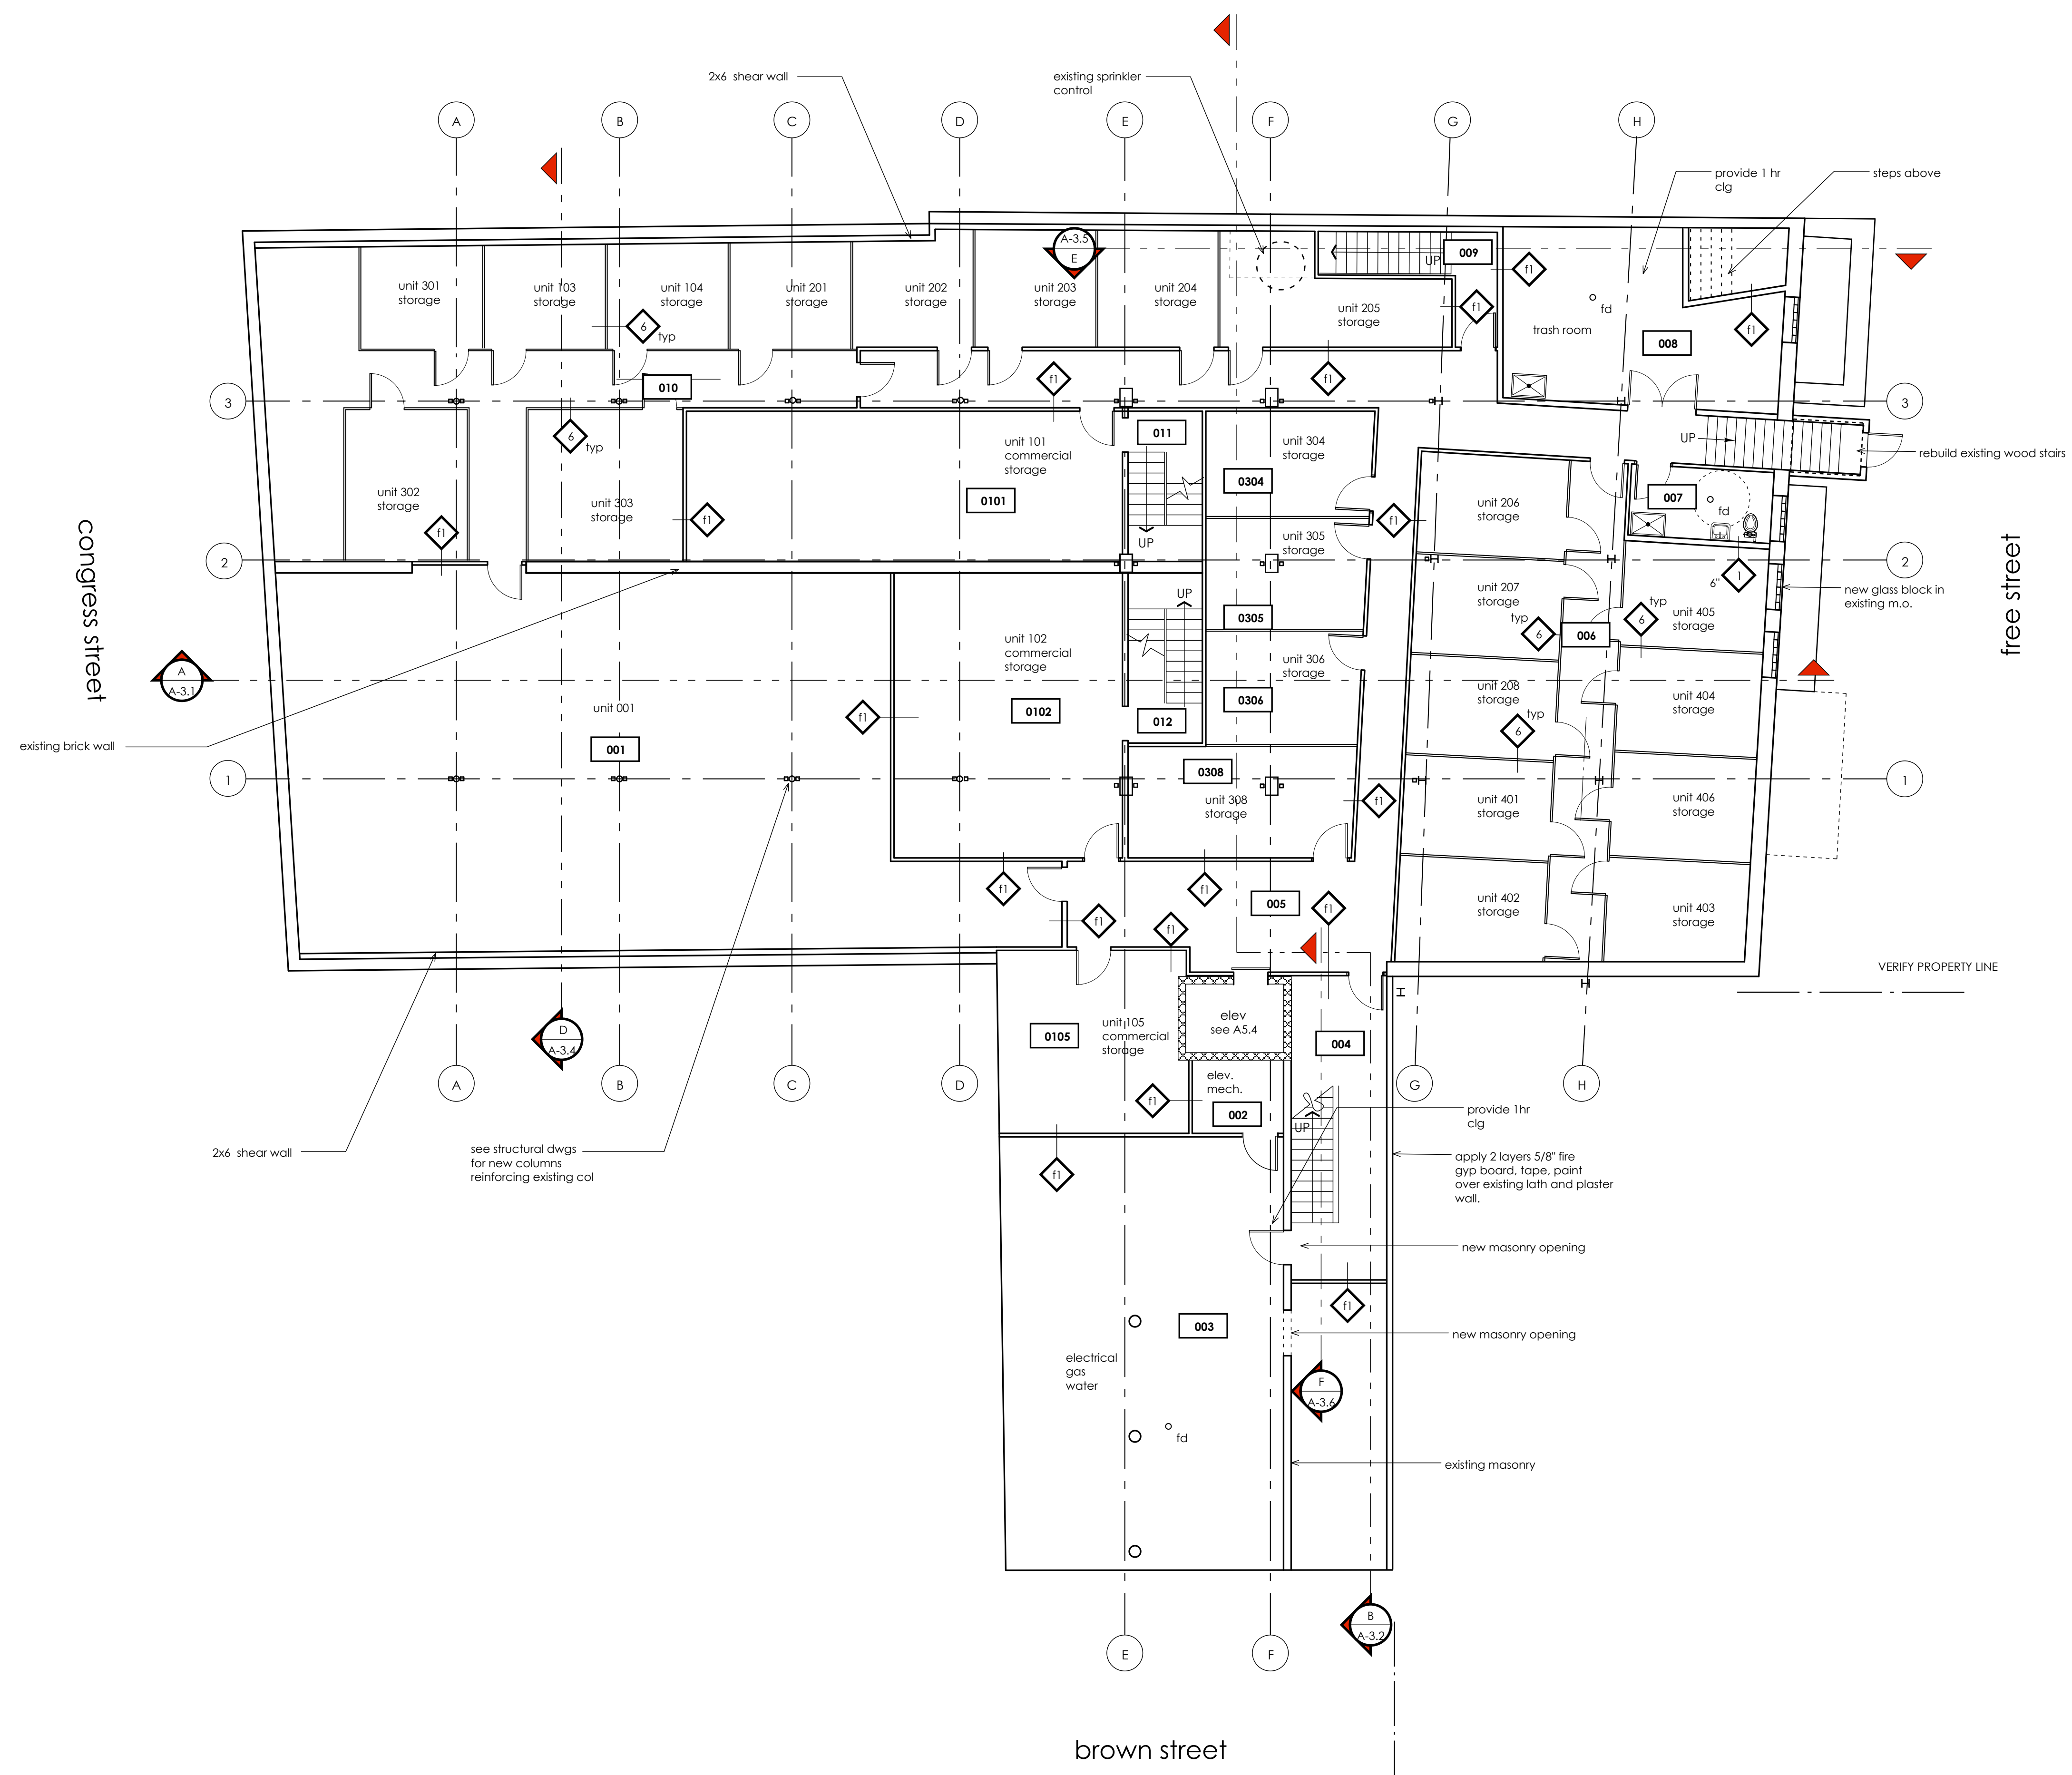 2x6  shear wall
existing sprinkler
control
A
B
C
D
E
F
G
H
provide 1 hr
clg
steps above
A-3.5
E
009
UP
f1
unit 301
storage
unit 103
storage
unit 104
storage
unit 201
storage
unit 202
storage
unit 203
storage
unit 204
storage
unit 205
storage
f1
fd
trash room
008
f1
6
typ
010
f1
f1
3
3
6
typ
unit 101
commercial
storage
011
unit 304
storage
UP
rebuild existing wood stairs
unit 302
storage
unit 303
storage
0101
0304
unit 206
storage
007
fd
f1
f1
f1
UP
unit 305
storage
2
2
congress street
free street
6"
1
new glass block in
existing m.o.
unit 207
storage
typ
6
006
typ
6
unit 405
storage
UP
0305
unit 102
commercial
storage
unit 306
storage
A
A-3.1
unit 001
0102
012
0306
unit 208
storage
typ
6
unit 404
storage
f1
existing brick wall
001
1
1
0308
unit 308
storage
f1
unit 401
storage
unit 406
storage
f1
f1
005
f1
f1
f1
unit 402
storage
unit 403
storage
VERIFY PROPERTY LINE
D
A-3.4
0105
unit 105
commercial
storage
elev
see A5.4
004
A
B
C
D
G
H
elev.
mech.
f1
002
UP
provide 1hr
clg
2x6  shear wall
see structural dwgs
for new columns
reinforcing existing col
f1
apply 2 layers 5/8" fire
gyp board, tape, paint
over existing lath and plaster
wall.
new masonry opening
f1
003
new masonry opening
electrical
gas
water
F
A-3.6
fd
existing masonry
B
A-3.2
E
F
brown street